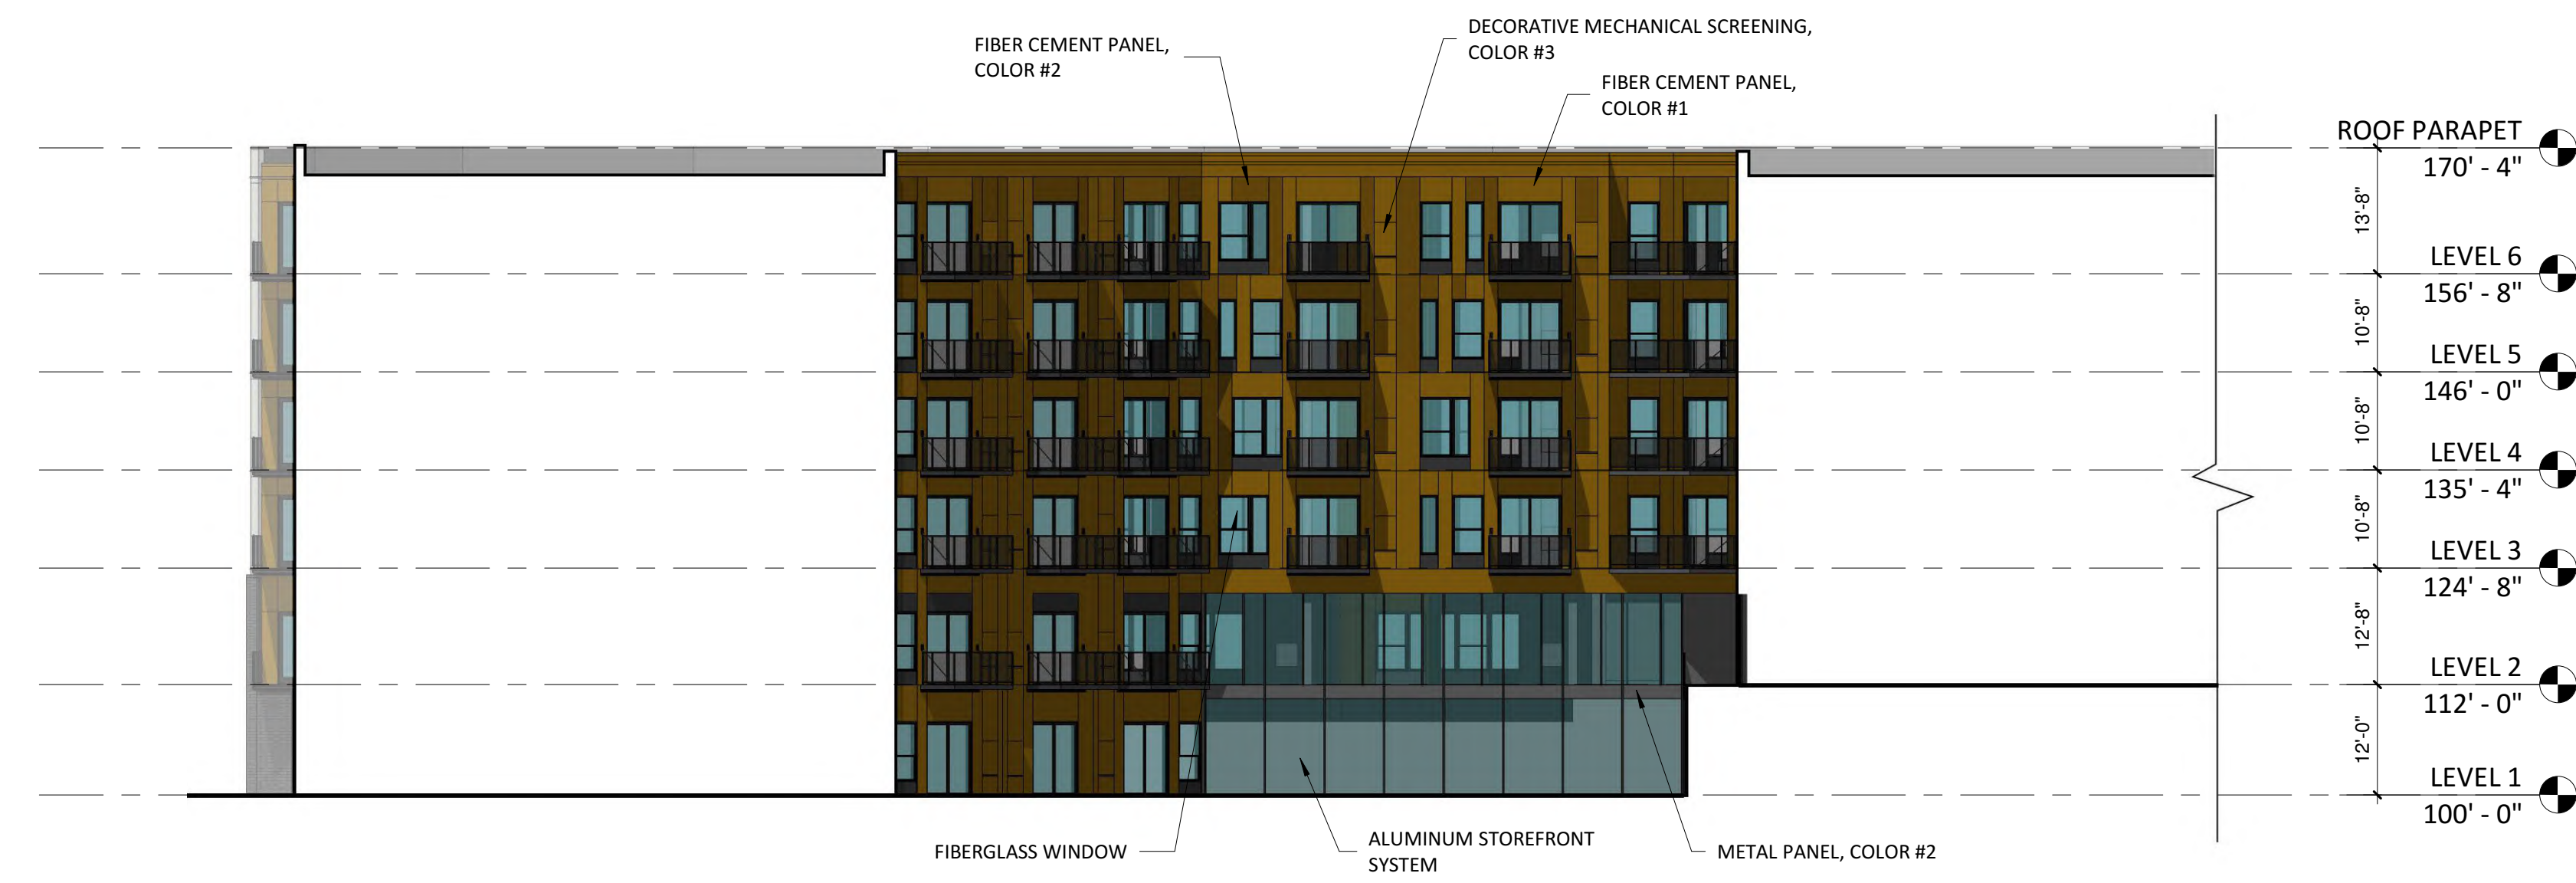 DECORATIVE MECHANICAL SCREENING,
COLOR #3
FIBER CEMENT PANEL,
COLOR #2
FIBER CEMENT PANEL,
COLOR #1
ROOF PARAPET
170' - 4"
13'-8"
LEVEL 6
156' - 8"
10'-8"
LEVEL 5
146' - 0"
10'-8"
LEVEL 4
135' - 4"
10'-8"
LEVEL 3
124' - 8"
12'-8"
LEVEL 2
112' - 0"
12'-0"
LEVEL 1
100' - 0"
FIBERGLASS WINDOW
ALUMINUM STOREFRONT
SYSTEM
METAL PANEL, COLOR #2